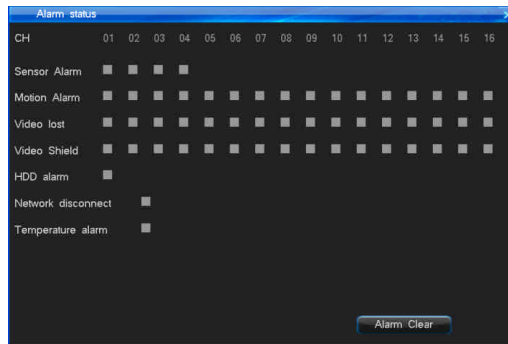 Alarm status
CH 01 02 03 04 05 06 07 08 09 10 11 12 13 14 15 16
Sensor Alarm
Motion Alarm
Video lost
Video Shield
HDD alarm
Network disconnect
Temperature alarm
Alarm Clear